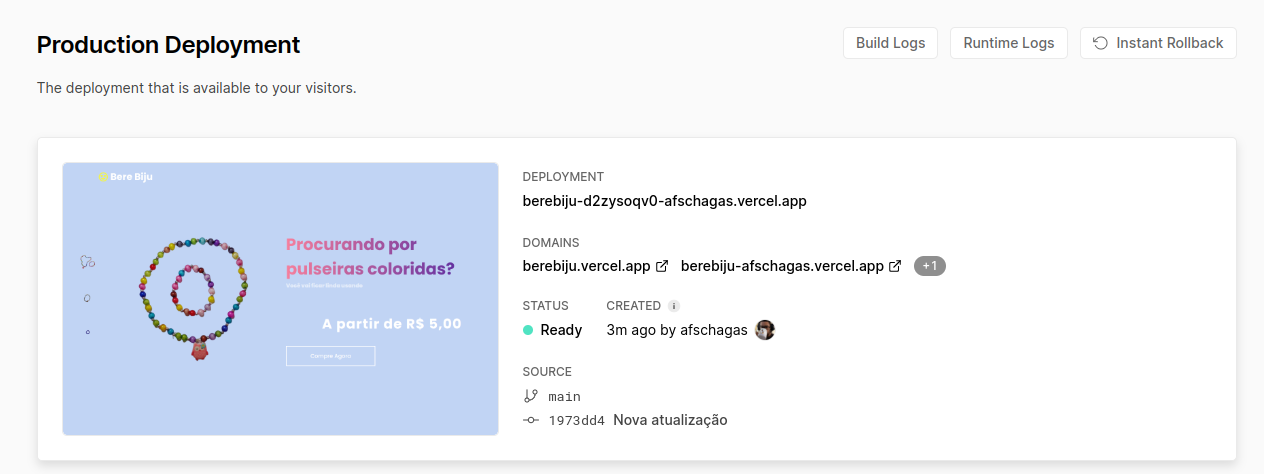 Production Deployment
Build Logs
Runtime Logs
Instant Rollback
The deployment that is available to your visitors.
Bere Biju
Procurando por
pulseiras coloridas?
A partir de R$ 5,00
Compre Agora
DEPLOYMENT
berebiju-d2zysoqv0-afschagas.vercel.app
DOMAINS
berebiju.vercel.app berebiju-afschagas.vercel.app +1
STATUS CREATED
Ready 3m ago by afschagas
SOURCE
main
1973dd4 Nova atualização